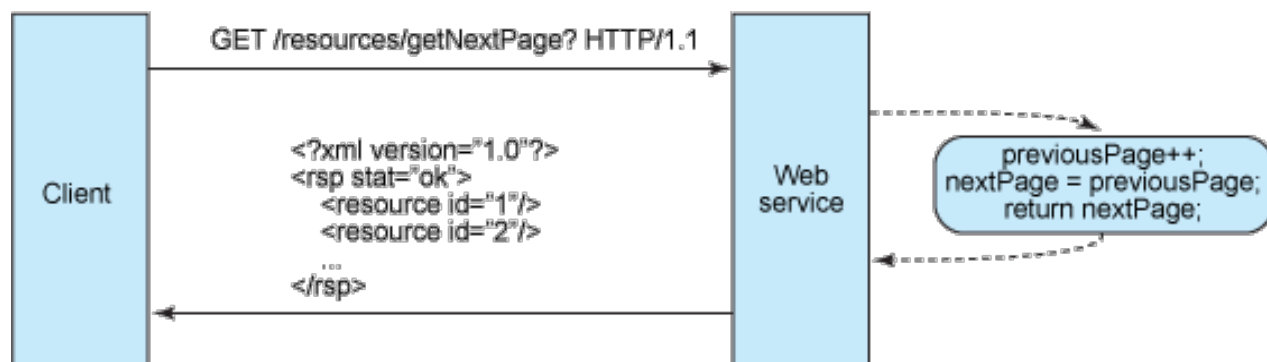 GET /resources/getNextPage? HTTP/1.1
Client
<?xml version="1.0"?>
<rsp stat="ok">
<resource id="1"/>
<resource id="2"/>
...
</rsp>
Web
service
previousPage++;
nextPage = previousPage;
return nextPage;